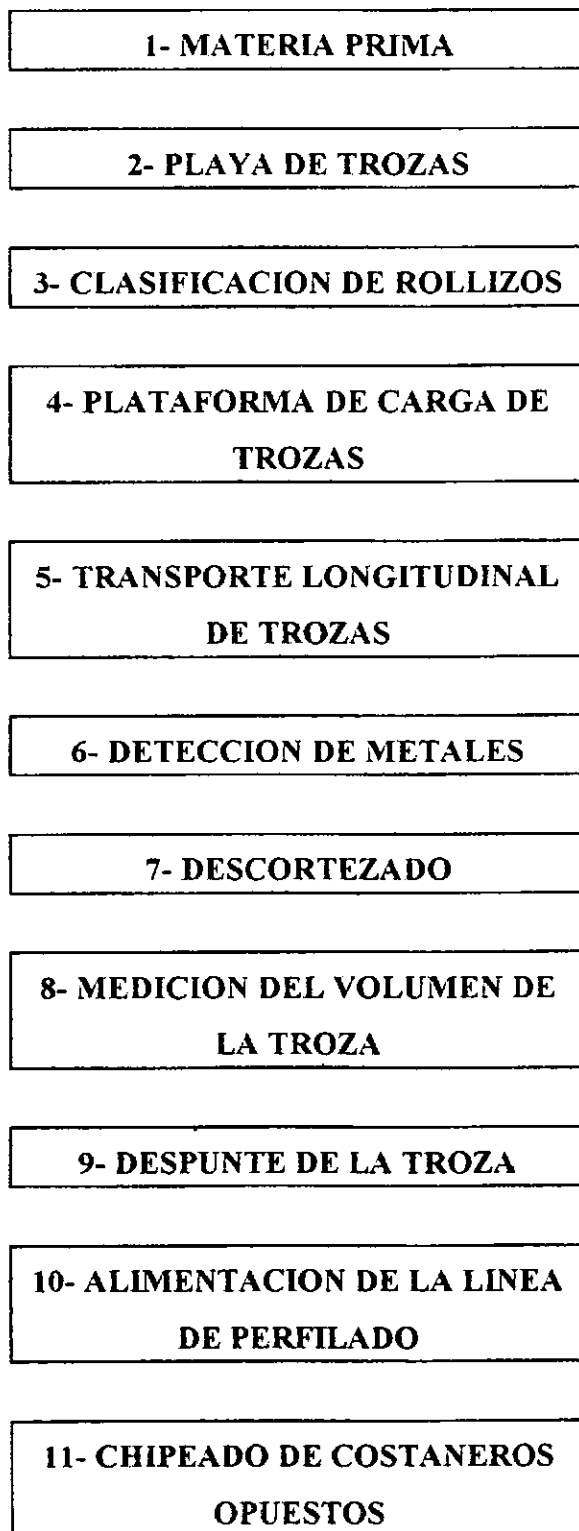 1- MATERIA PRIMA
2- PLAYA DE TROZAS
3- CLASIFICACION DE ROLLIZOS
4- PLATAFORMA DE CARGA DE
TROZAS
5- TRANSPORTE LONGITUDINAL
DE TROZAS
6- DETECCION DE METALES
7- DESCORTEZADO
8- MEDICION DEL VOLUMEN DE
LA TROZA
9- DESPUNTE DE LA TROZA
10- ALIMENTACION DE LA LINEA
DE PERFILADO
11- CHIPEADO DE COSTANEROS
OPUESTOS